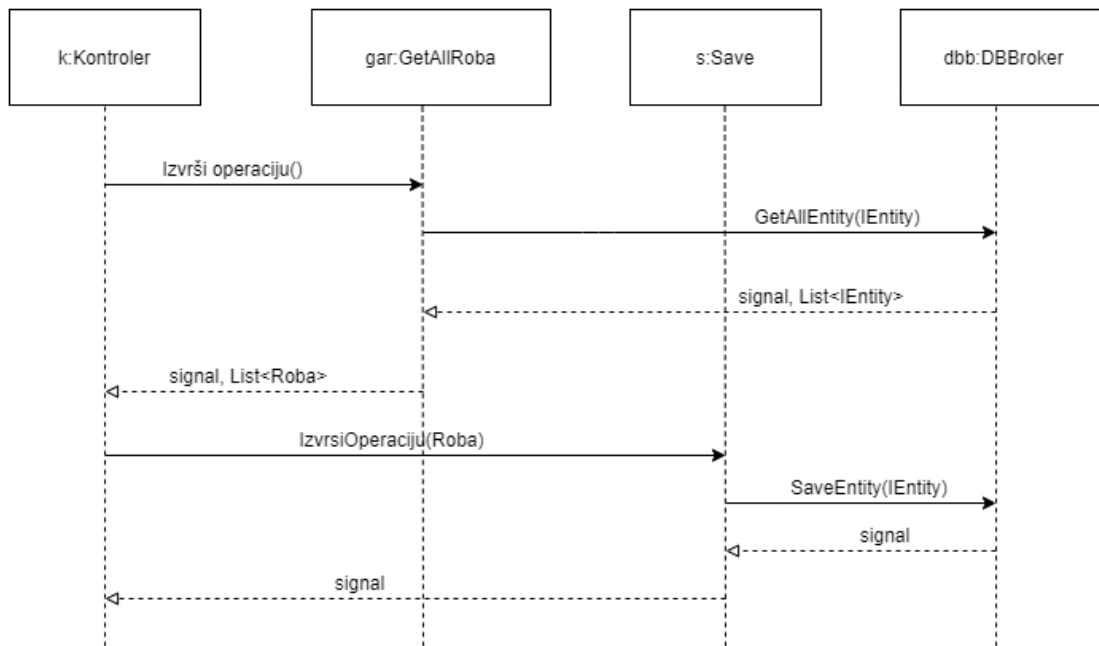 k:Kontroler
gar:GetAllRoba
s:Save
dbb:DBBroker
Izvrši operaciju()
GetAllEntity(IEntity)
signal, List<IEntity>
signal, List<Roba>
IzvrsiOperaciju(Roba)
SaveEntity(IEntity)
signal
signal